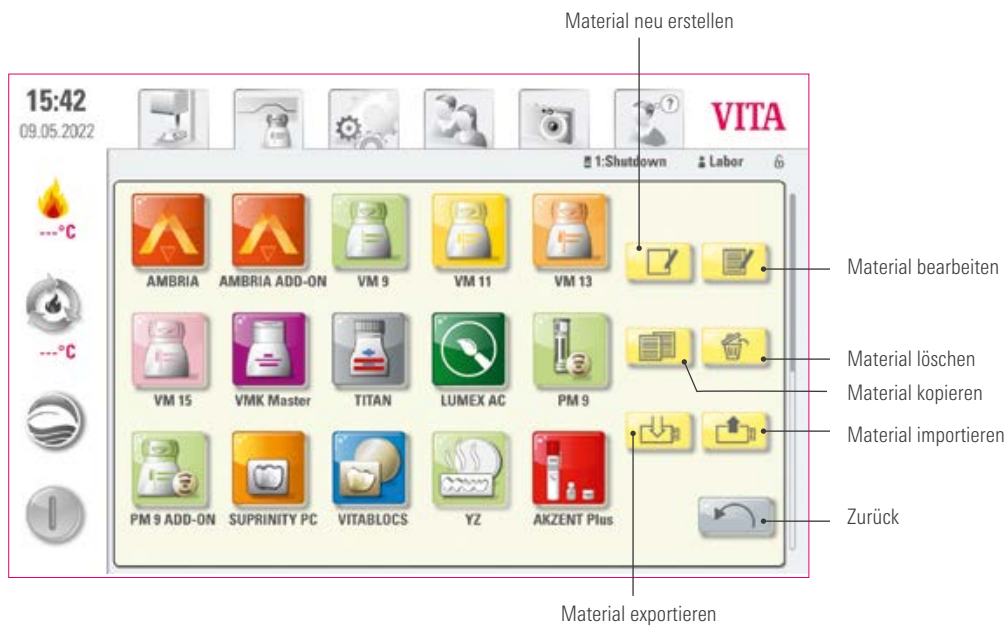 Material neu erstellen
15:42
09.05.2022
?
VITA
1:Shutdown
Labor
---°C
AMBRIA
AMBRIA ADD-ON
VM 9
VM 11
VM 13
Material bearbeiten
---°C
VM 15
VMK Master
TITAN
LUMEX AC
PM 9
Material löschen
Material kopieren
Material importieren
PM 9 ADD-ON
SUPRINITY PC
VITABLOCS
YZ
AKZENT Plus
Zurück
Material exportieren